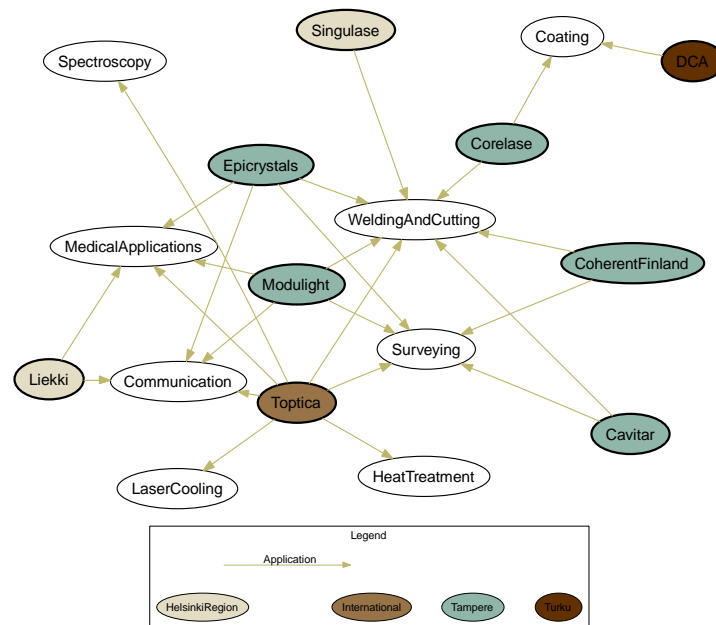 Singulase
Coating
Spectroscopy
DCA
Corelase
Epicrystals
WeldingAndCutting
MedicalApplications
CoherentFinland
Modulight
Surveying
Liekki
Communication
Toptica
Cavitar
HeatTreatment
LaserCooling
Legend
Application
HelsinkiRegion
International
Tampere
Turku